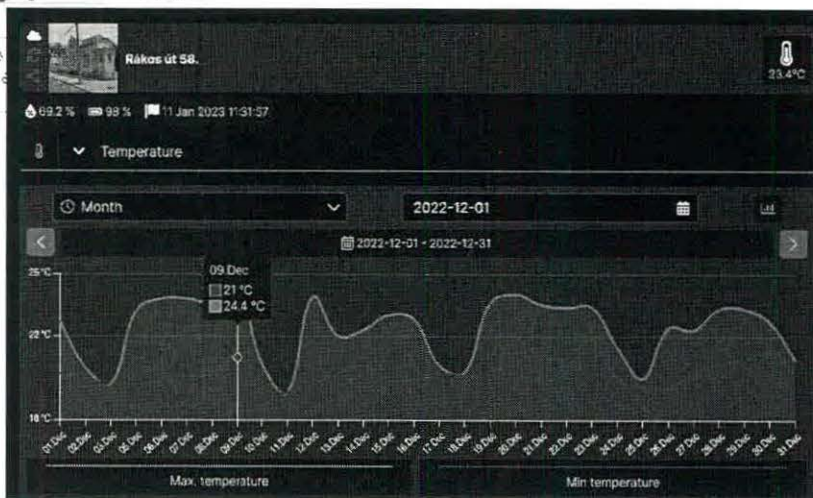 Rákos út 58.
23.4°C
69.2 % 98 % 11 Jan 2023 11:31:57
Temperature
Month 2022-12-01
2022-12-01 - 2022-12-31
09.Dec
21 °C
24.4 °C
25 °C
22 °C
18 °C
01.Dec 02.Dec 03.Dec 05.Dec 06.Dec 07.Dec 08.Dec 09.Dec 10.Dec 11.Dec 12.Dec 13.Dec 14.Dec 15.Dec 16.Dec 17.Dec 18.Dec 19.Dec 20.Dec 21.Dec 22.Dec 23.Dec 24.Dec 25.Dec 26.Dec 27.Dec 28.Dec 29.Dec 30.Dec 31.Dec
Max. temperature Min temperature